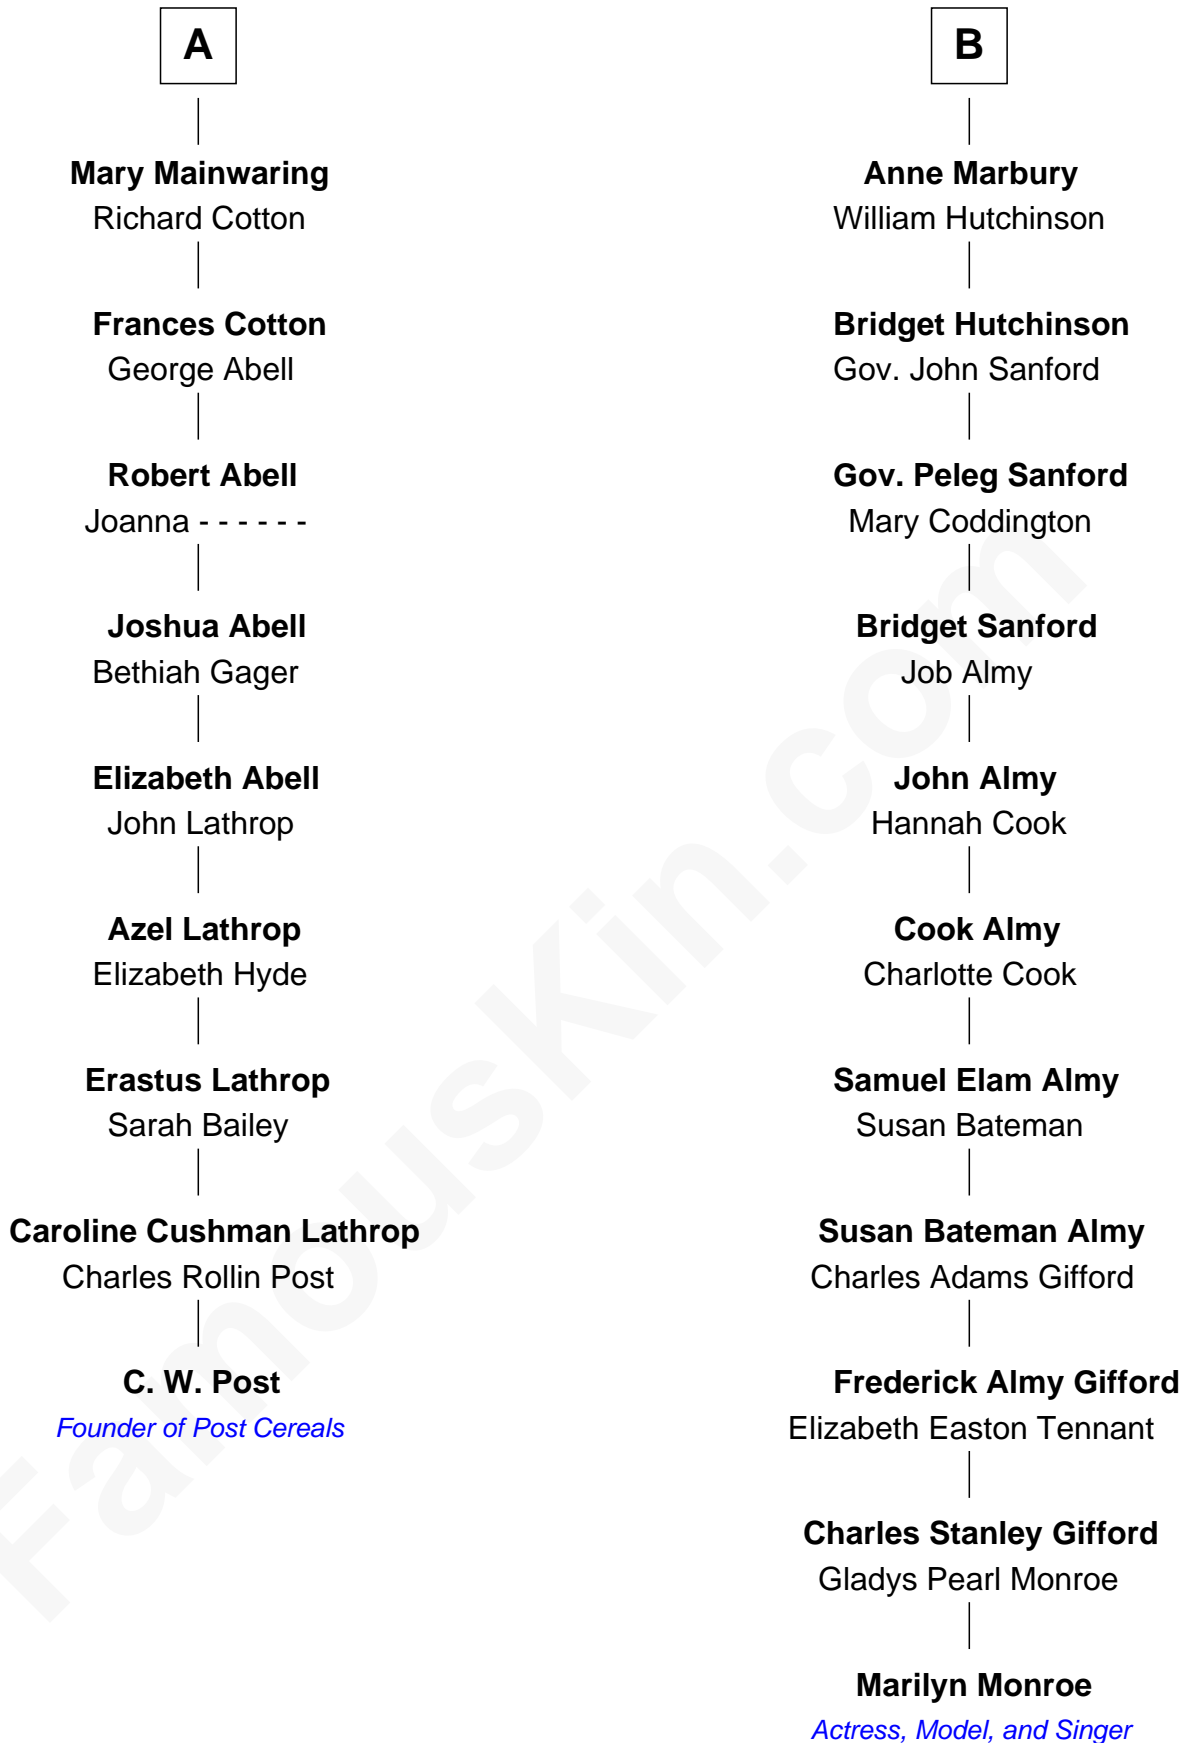 A
Mary Mainwaring
Richard Cotton
Frances Cotton
George Abell
Robert Abell
Joanna - - - - - -
Joshua Abell
Bethiah Gager
Elizabeth Abell
John Lathrop
Azel Lathrop
Elizabeth Hyde
Erastus Lathrop
Sarah Bailey
Caroline Cushman Lathrop
Charles Rollin Post
C. W. Post
Founder of Post Cereals
B
Anne Marbury
William Hutchinson
Bridget Hutchinson
Gov. John Sanford
Gov. Peleg Sanford
Mary Coddington
Bridget Sanford
Job Almy
John Almy
Hannah Cook
Cook Almy
Charlotte Cook
Samuel Elam Almy
Susan Bateman
Susan Bateman Almy
Charles Adams Gifford
Frederick Almy Gifford
Elizabeth Easton Tennant
Charles Stanley Gifford
Gladys Pearl Monroe
Marilyn Monroe
Actress, Model, and Singer
FamousKin.com